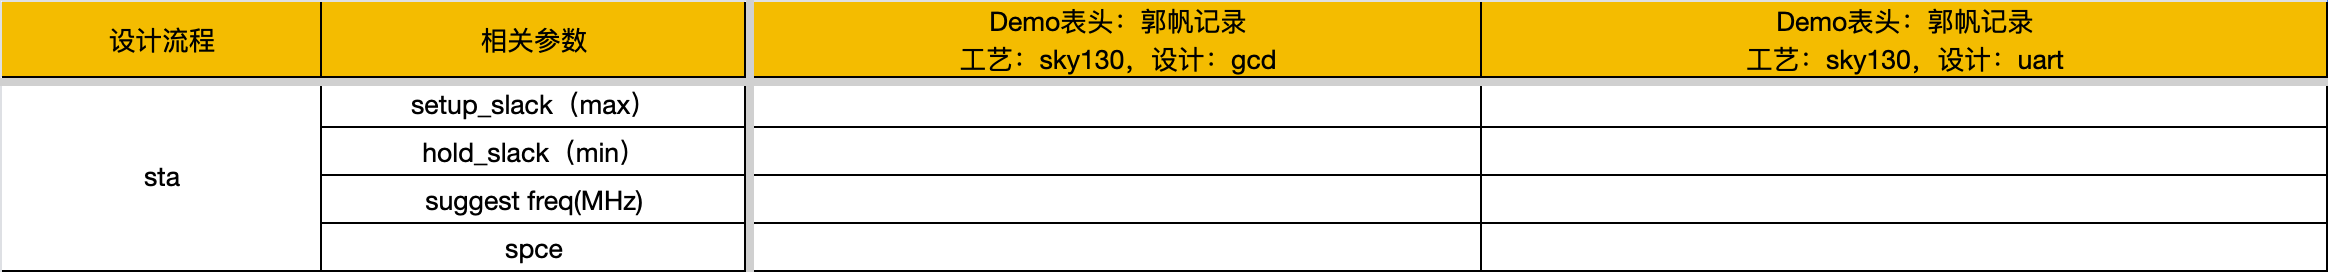 设计流程
相关参数
Demo表头：郭帆记录
工艺：sky130，设计：gcd
Demo表头：郭帆记录
工艺：sky130，设计：uart
sta
setup_slack（max）
hold_slack（min）
suggest freq(MHz)
spce